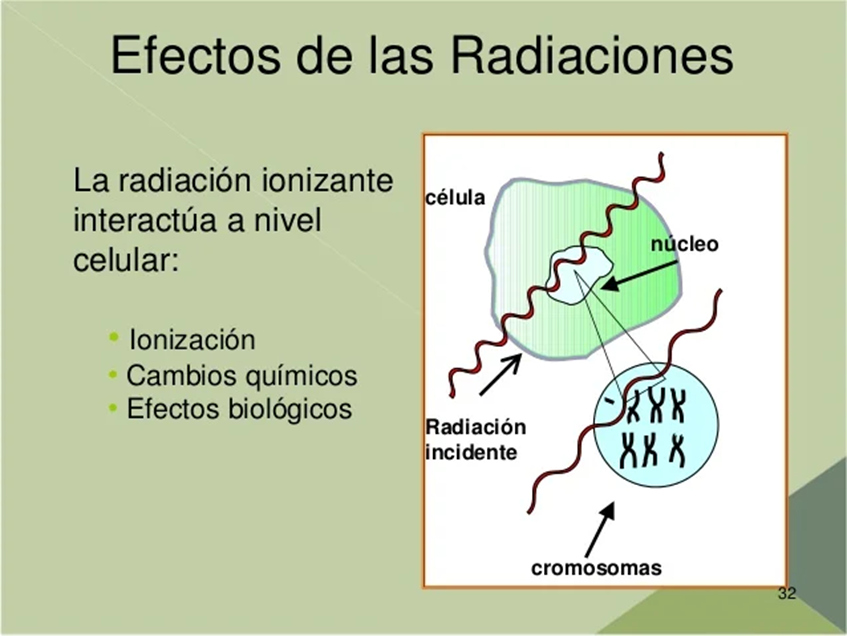 Efectos de las Radiaciones
La radiación ionizante
interactúa a nivel
celular:
• Ionización
• Cambios químicos
• Efectos biológicos
célula
núcleo
Radiación
incidente
cromosomas
32